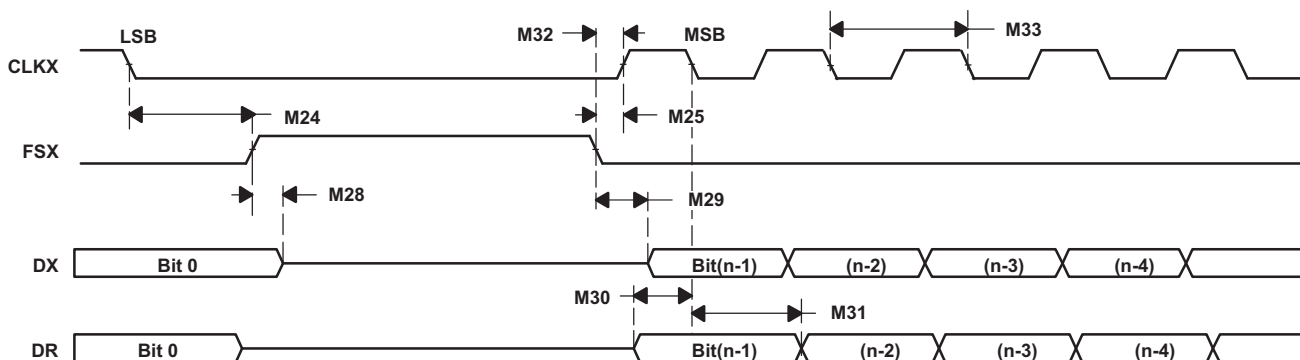 LSB
M32
MSB
M33
CLKX
M24
M25
FSX
M28
M29
DX
Bit 0
Bit(n-1)
(n-2)
(n-3)
(n-4)
M30
M31
DR
Bit 0
Bit(n-1)
(n-2)
(n-3)
(n-4)